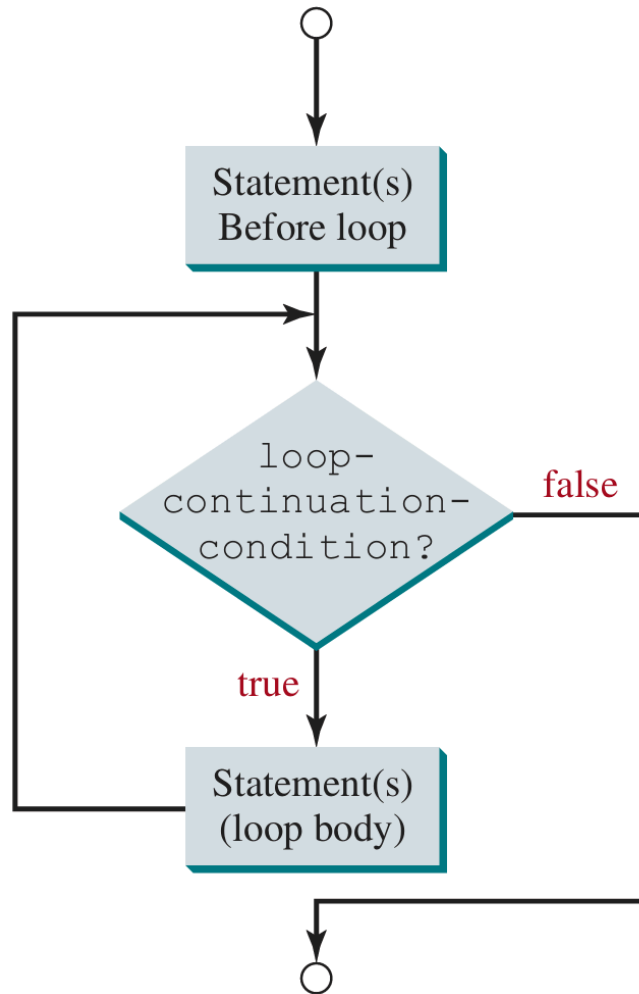 Statement(s)
Before loop
loop-
continuation-
condition?
false
true
Statement(s)
(loop body)